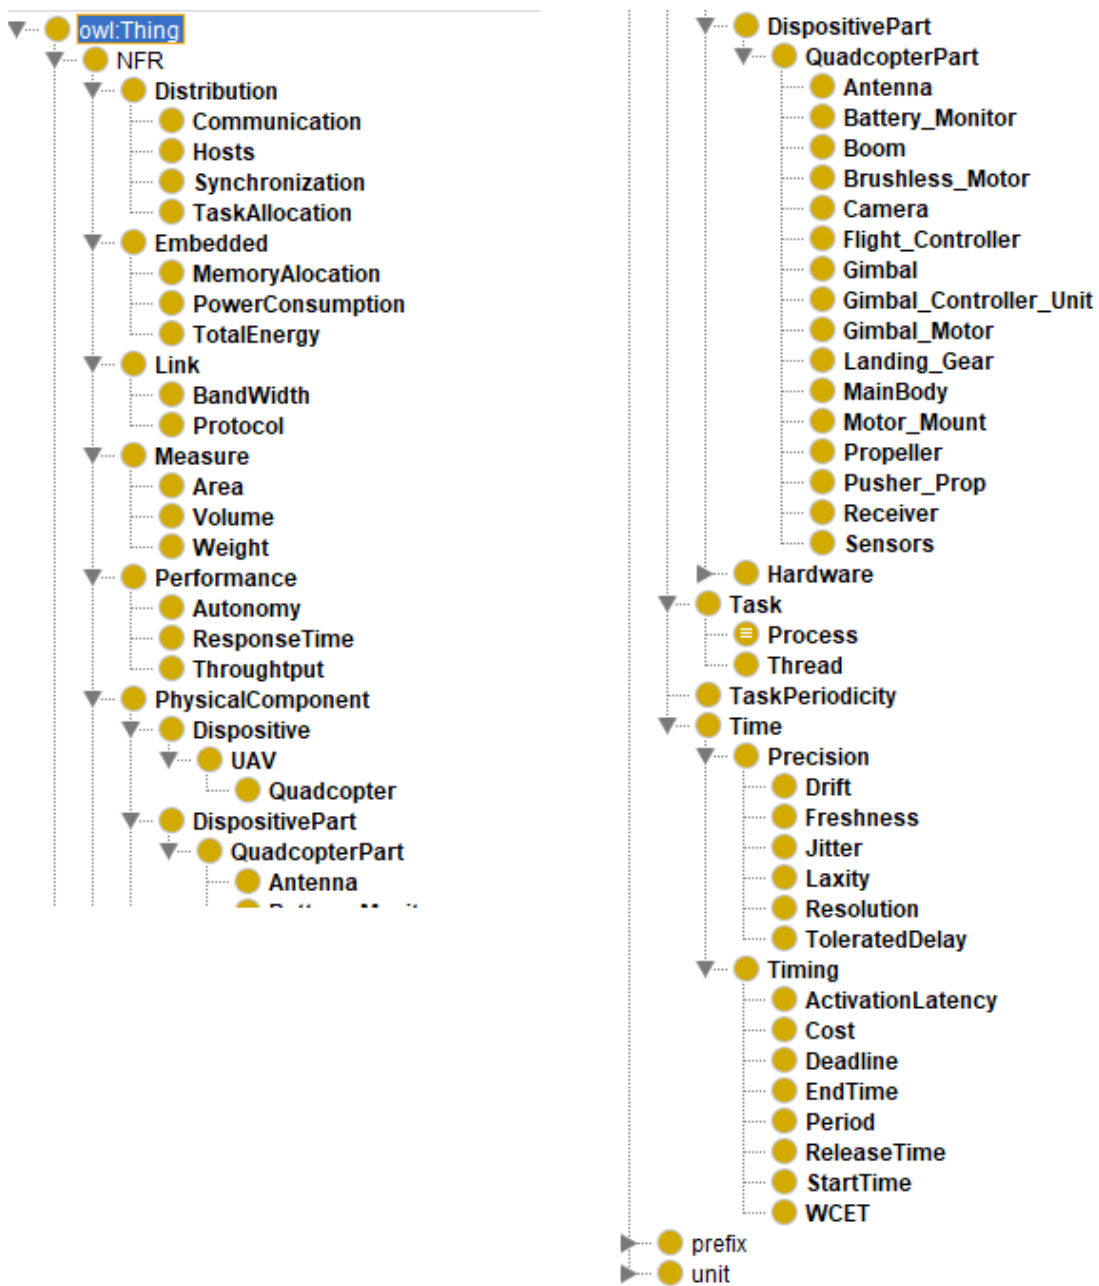 owl:Thing
NFR
Distribution
Communication
Hosts
Synchronization
TaskAllocation
Embedded
MemoryAlocation
PowerConsumption
TotalEnergy
Link
BandWidth
Protocol
Measure
Area
Volume
Weight
Performance
Autonomy
ResponseTime
Throughtput
PhysicalComponent
Dispositive
UAV
Quadcopter
DispositivePart
QuadcopterPart
Antenna
DispositivePart
QuadcopterPart
Antenna
Battery_Monitor
Boom
Brushless_Motor
Camera
Flight_Controller
Gimbal
Gimbal_Controller_Unit
Gimbal_Motor
Landing_Gear
MainBody
Motor_Mount
Propeller
Pusher_Prop
Receiver
Sensors
Hardware
Task
Process
Thread
TaskPeriodicity
Time
Precision
Drift
Freshness
Jitter
Laxity
Resolution
ToleratedDelay
Timing
ActivationLatency
Cost
Deadline
EndTime
Period
ReleaseTime
StartTime
WCET
prefix
unit